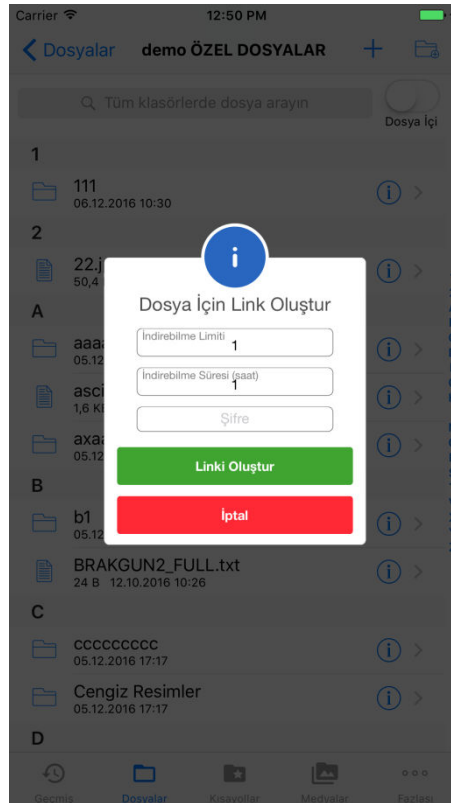 Carrier 12:50 PM
Dosyalar demo ÖZEL DOSYALAR
Tüm klasörlerde dosya arayın
Dosya İçi
1
111
06.12.2016 10:30
2
22.j
50,4
Dosya İçin Link Oluştur
A
İndirebilme Limiti
1
aaa
05.12
İndirebilme Süresi (saat)
1
asci
1,6 KB
Şifre
axaa
05.12
Linki Oluştur
B
İptal
b1
05.12
BRAKGUN2_FULL.txt
24 B 12.10.2016 10:26
C
ccccccccc
05.12.2016 17:17
Cengiz Resimler
05.12.2016 17:17
D
Geçmiş Dosyalar Kısayollar Medyalar Fazlası